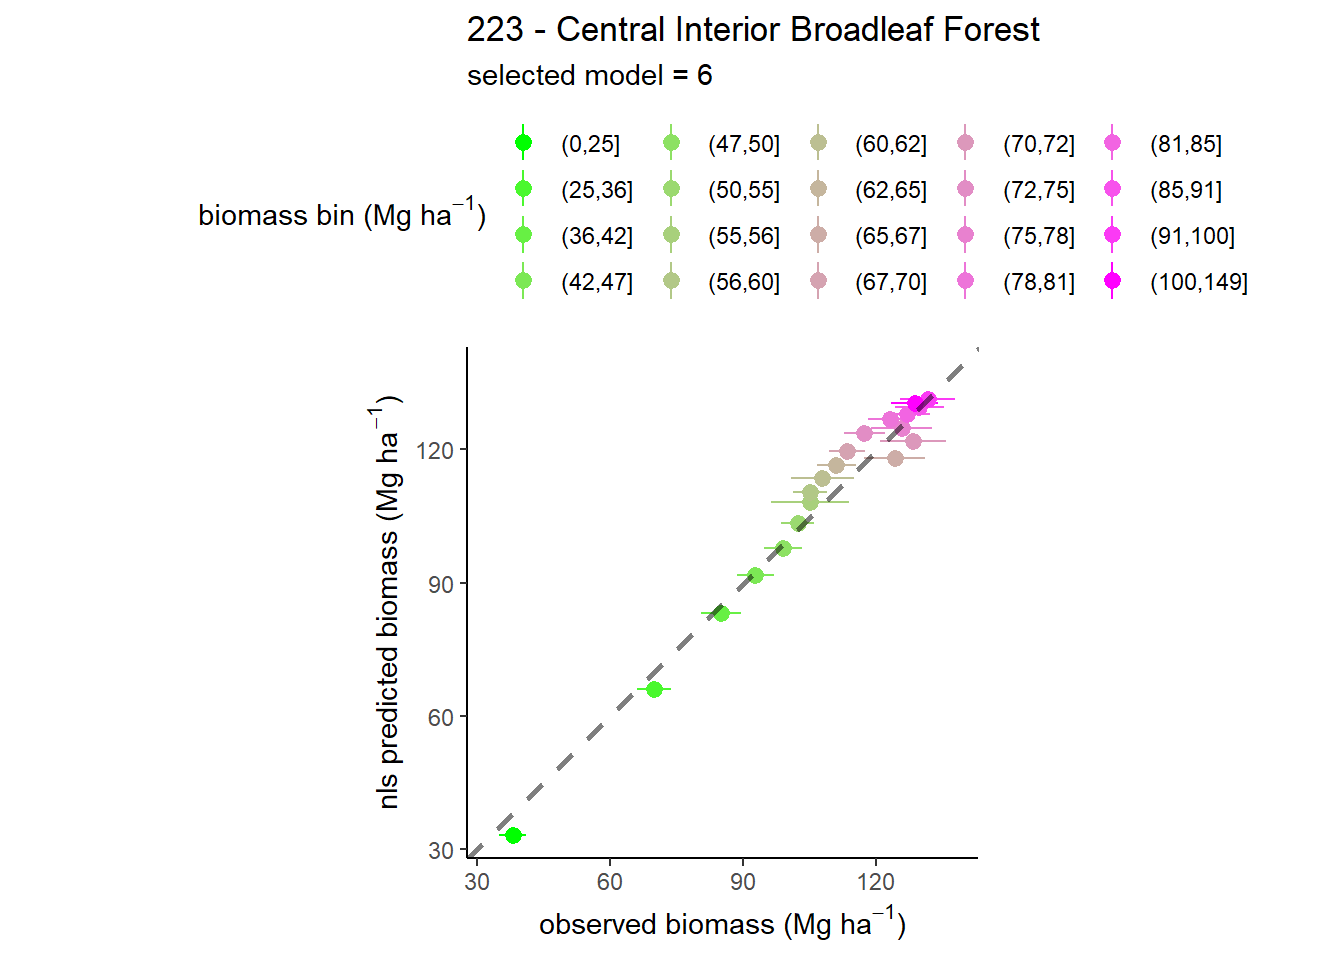 223 - Central Interior Broadleaf Forest
selected model = 6
biomass bin (Mg ha⁻¹)
(0,25] (47,50] (60,62] (70,72] (81,85]
(25,36] (50,55] (62,65] (72,75] (85,91]
(36,42] (55,56] (65,67] (75,78] (91,100]
(42,47] (56,60] (67,70] (78,81] (100,149]
nls predicted biomass (Mg ha⁻¹)
120
90
60
30
30 60 90 120
observed biomass (Mg ha⁻¹)